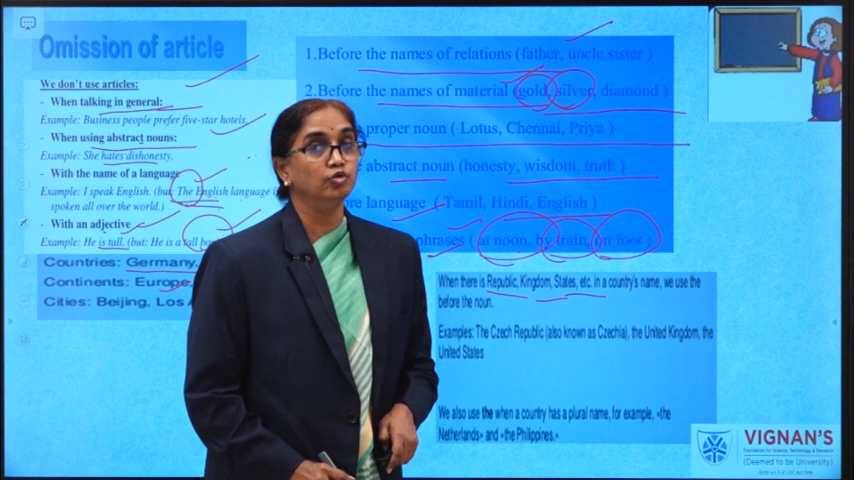 Omission of article
We don't use articles:
- When talking in general:
Example: Business people prefer five-star hotels.
- When using abstract nouns:
Example: She hates dishonesty.
- With the name of a language
Example: I speak English. (but: The English language
spoken all over the world.)
- With an adjective
Example: He is tall. (but: He is a tall
Countries: Germany,
Continents: Europe,
Cities: Beijing, Los
1.Before the names of relations (father, uncle,sister )
2.Before the names of material (gold, silver, diamond )
proper noun ( Lotus, Chennai, Priya )
abstract noun (honesty, wisdom, truth )
language ( Tamil, Hindi, English )
phrases ( at noon, by train, on foot )
When there is Republic, Kingdom, States, etc. in a country's name, we use the
before the noun.
Examples: The Czech Republic (also known as Czechia), the United Kingdom, the
United States
We also use the when a country has a plural name, for example, «the
Netherlands» and «the Philippines.»
VIGNAN'S
Foundation for Science, Technology & Research
(Deemed to be University)